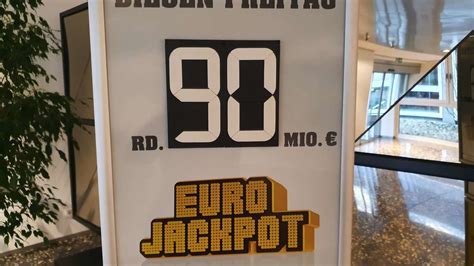 DIESEN FREITAG
90
RD. MIO. €
EURO
JACKPOT